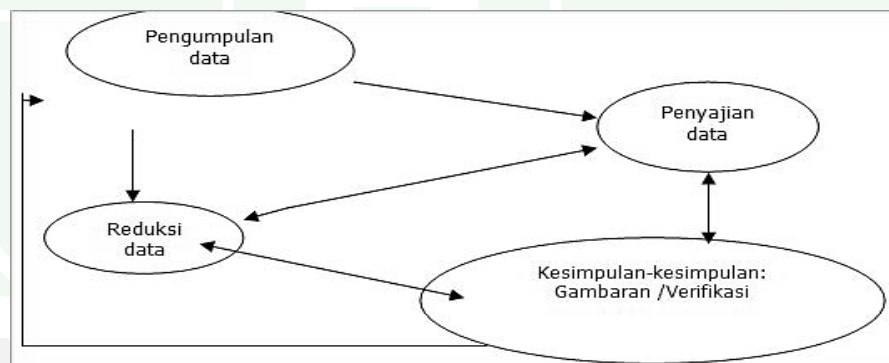 Pengumpulan
data
Penyajian
data
Reduksi
data
Kesimpulan-kesimpulan:
Gambaran /Verifikasi